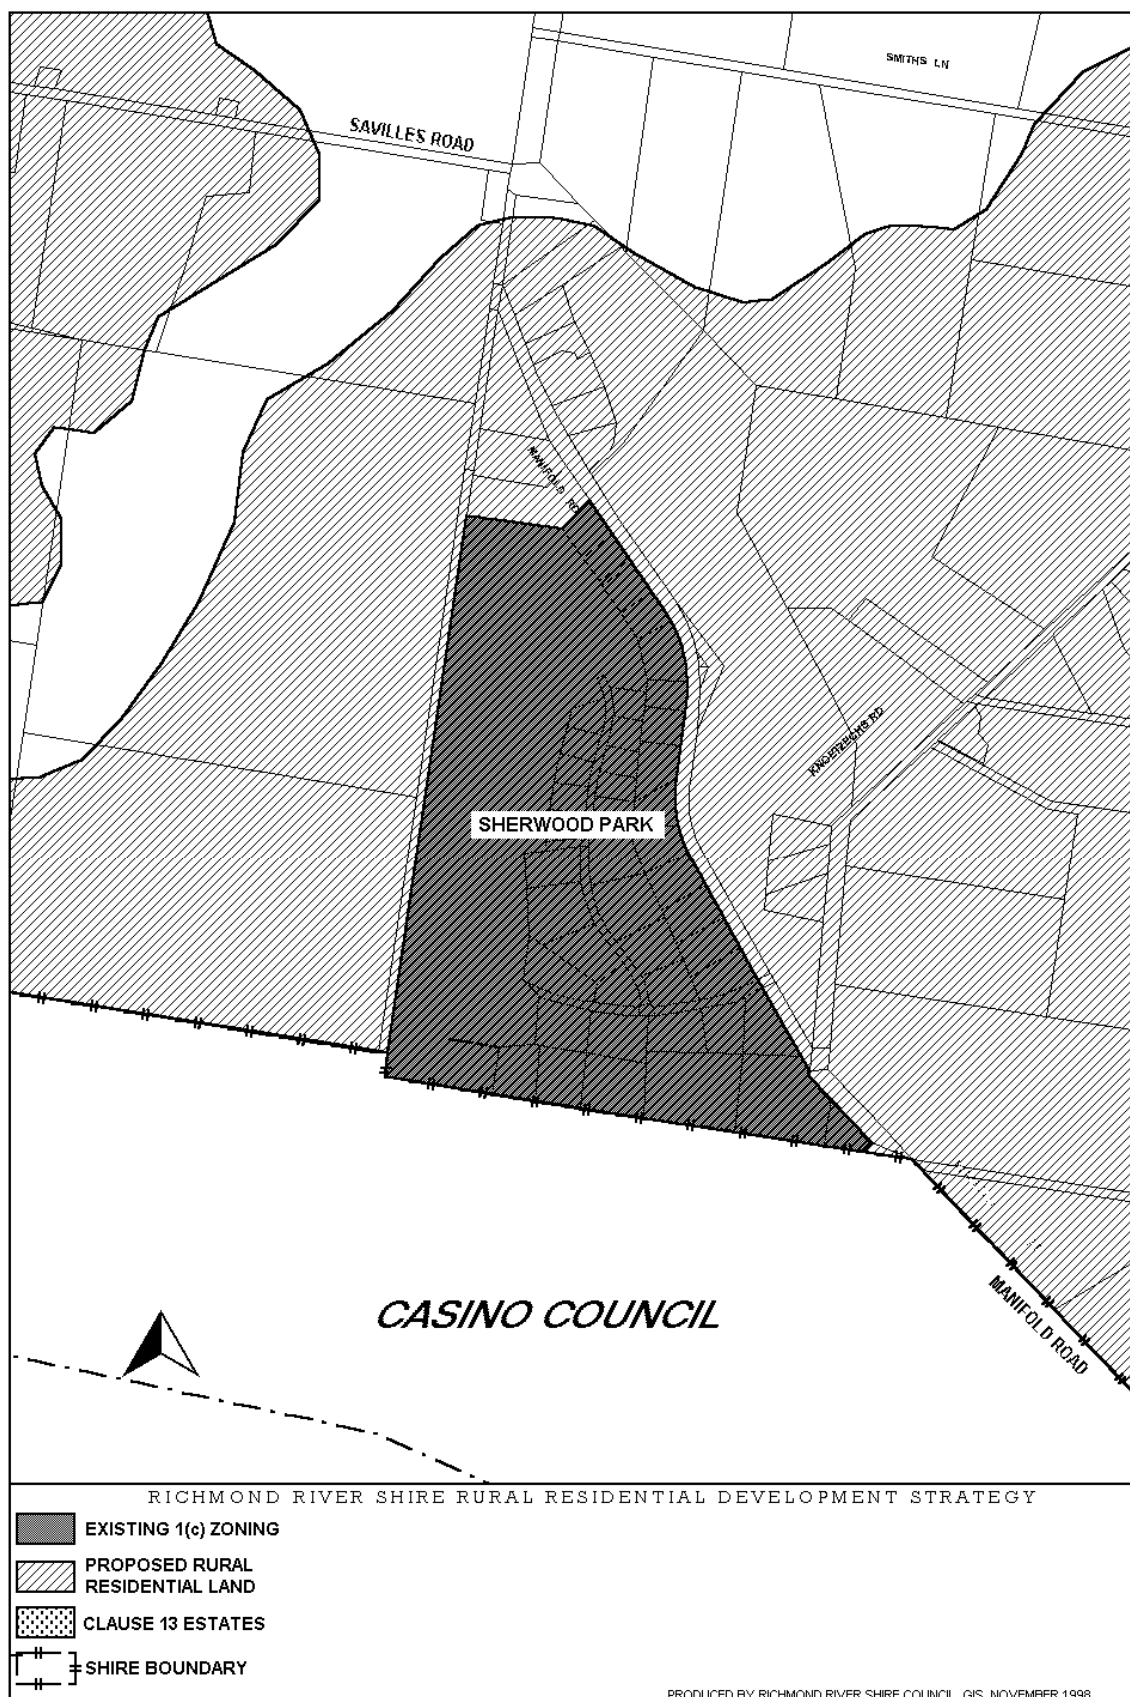 SMITHS LN
SAVILLES ROAD
MANIFOLD RD
KNOETZECHS RD
SHERWOOD PARK
CASINO COUNCIL
MANIFOLD ROAD
RICHMOND RIVER SHIRE RURAL RESIDENTIAL DEVELOPMENT STRATEGY
EXISTING 1(c) ZONING
PROPOSED RURAL
RESIDENTIAL LAND
CLAUSE 13 ESTATES
SHIRE BOUNDARY
PRODUCED BY RICHMOND RIVER SHIRE COUNCIL GIS, NOVEMBER 1998